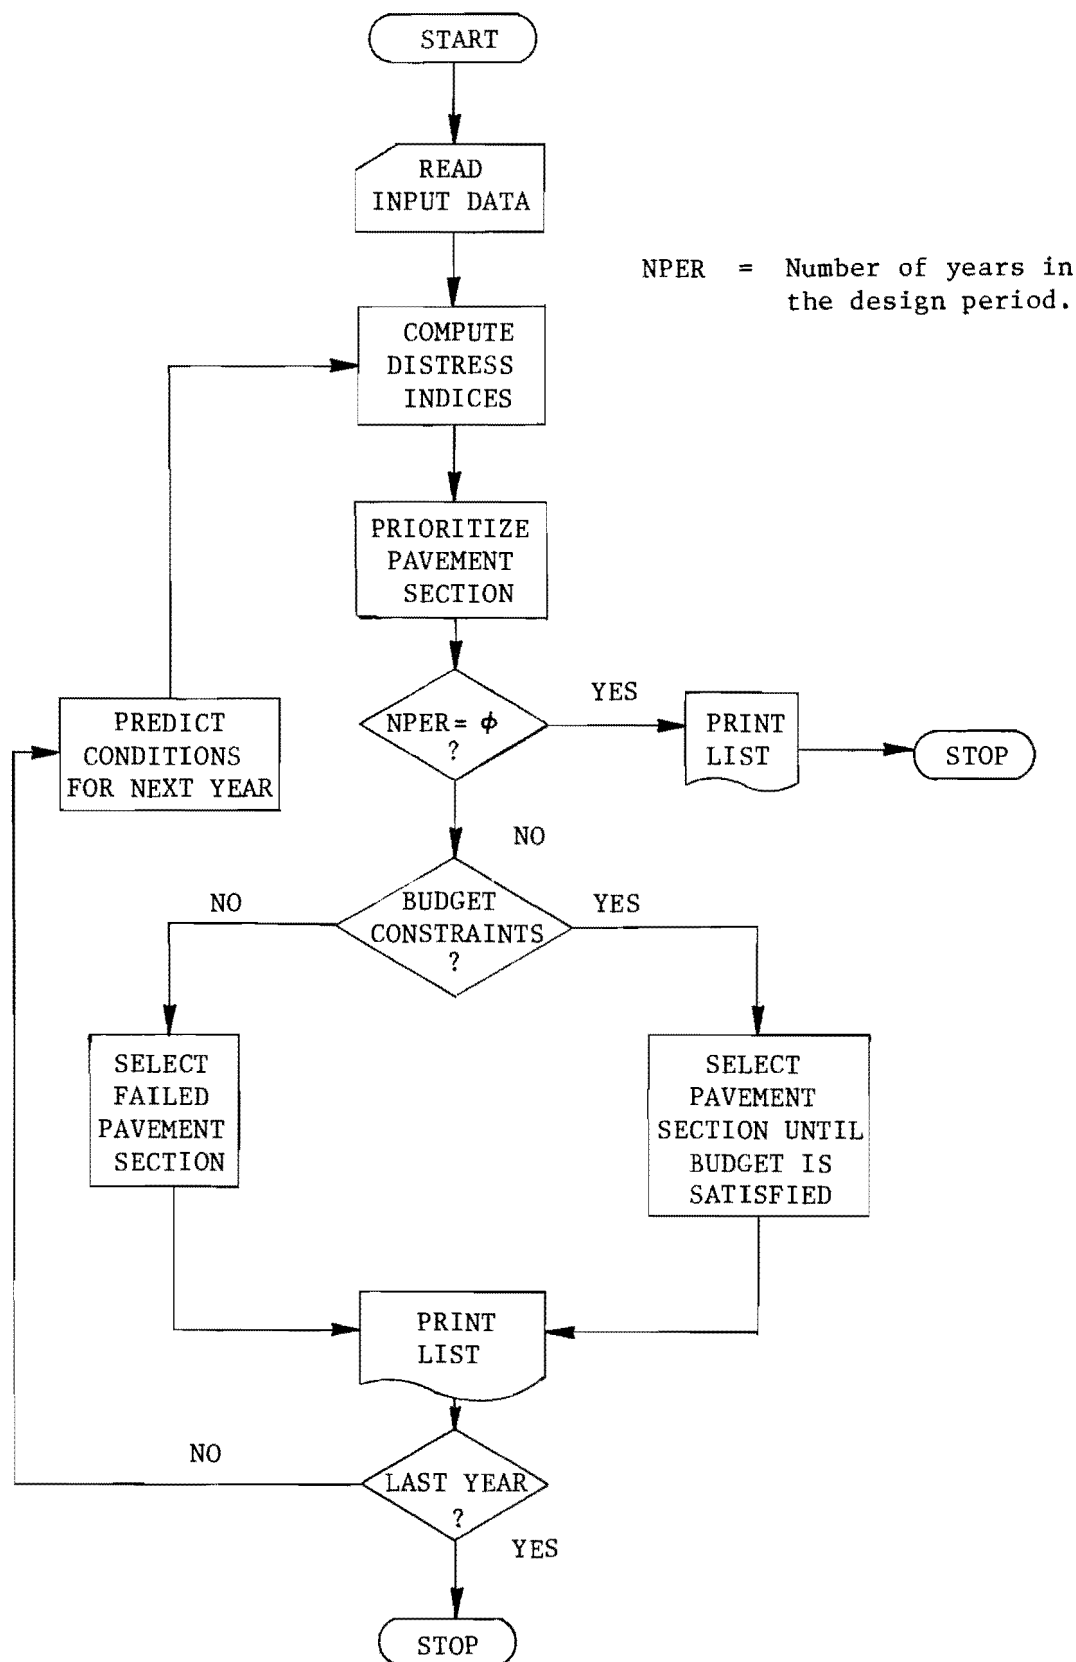 START
READ
INPUT DATA
NPER = Number of years in
the design period.
COMPUTE
DISTRESS
INDICES
PRIORITIZE
PAVEMENT
SECTION
PREDICT
CONDITIONS
FOR NEXT YEAR
NPER= ϕ
?
YES
PRINT
LIST
STOP
NO
BUDGET
CONSTRAINTS
?
NO
YES
SELECT
FAILED
PAVEMENT
SECTION
SELECT
PAVEMENT
SECTION UNTIL
BUDGET IS
SATISFIED
PRINT
LIST
NO
LAST YEAR
?
YES
STOP